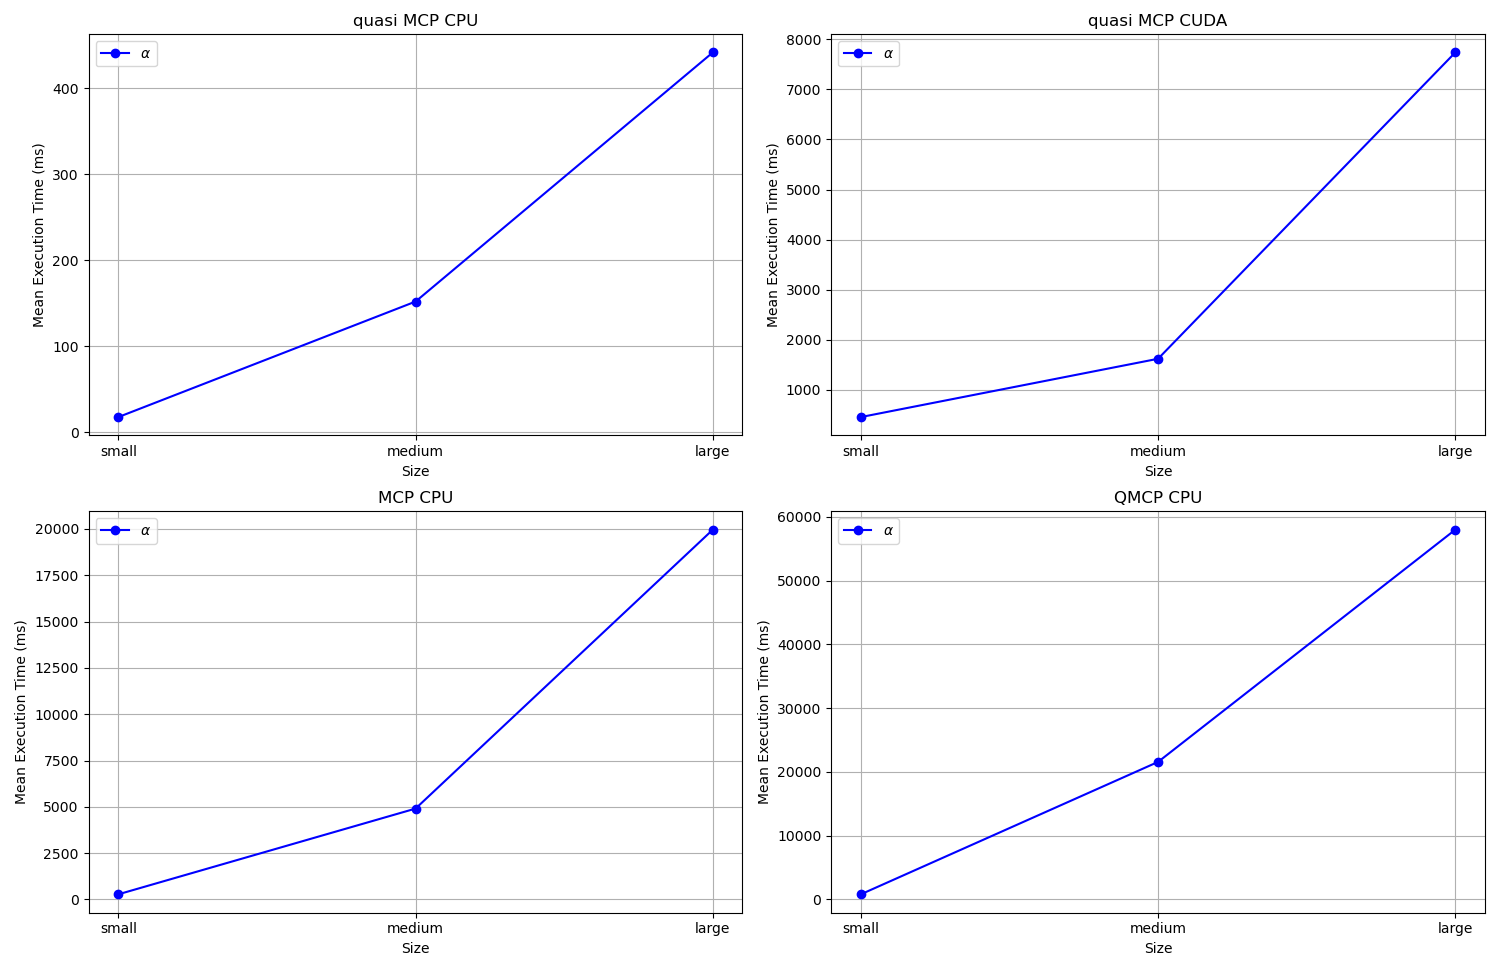 quasi MCP CPU
α
400
300
200
100
0
Mean Execution Time (ms)
small medium large
Size
quasi MCP CUDA
α
8000
7000
6000
5000
4000
3000
2000
1000
Mean Execution Time (ms)
small medium large
Size
MCP CPU
α
20000
17500
15000
12500
10000
7500
5000
2500
0
Mean Execution Time (ms)
small medium large
Size
QMCP CPU
α
60000
50000
40000
30000
20000
10000
0
Mean Execution Time (ms)
small medium large
Size